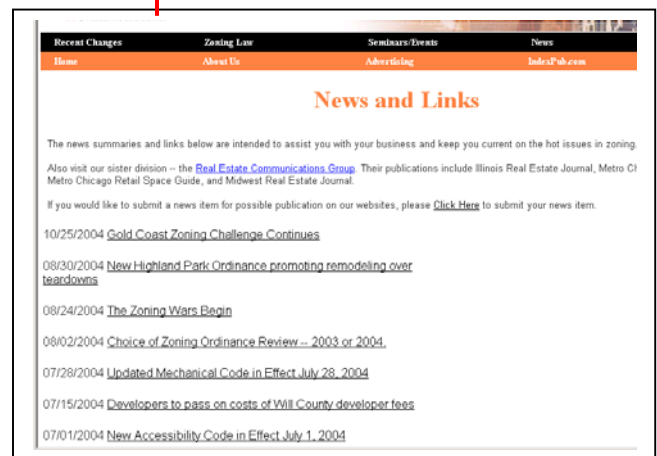 Recent Changes Zoning Law Seminars/Events News
Home About Us Advertising IndexPub.com
News and Links
The news summaries and links below are intended to assist you with your business and keep you current on the hot issues in zoning.
Also visit our sister division -- the Real Estate Communications Group. Their publications include Illinois Real Estate Journal, Metro
Metro Chicago Retail Space Guide, and Midwest Real Estate Journal.
If you would like to submit a news item for possible publication on our websites, please Click Here to submit your news item.
10/25/2004 Gold Coast Zoning Challenge Continues
08/30/2004 New Highland Park Ordinance promoting remodeling over
teardowns
08/24/2004 The Zoning Wars Begin
08/02/2004 Choice of Zoning Ordinance Review -- 2003 or 2004.
07/28/2004 Updated Mechanical Code in Effect July 28, 2004
07/15/2004 Developers to pass on costs of Will County developer fees
07/01/2004 New Accessibility Code in Effect July 1, 2004